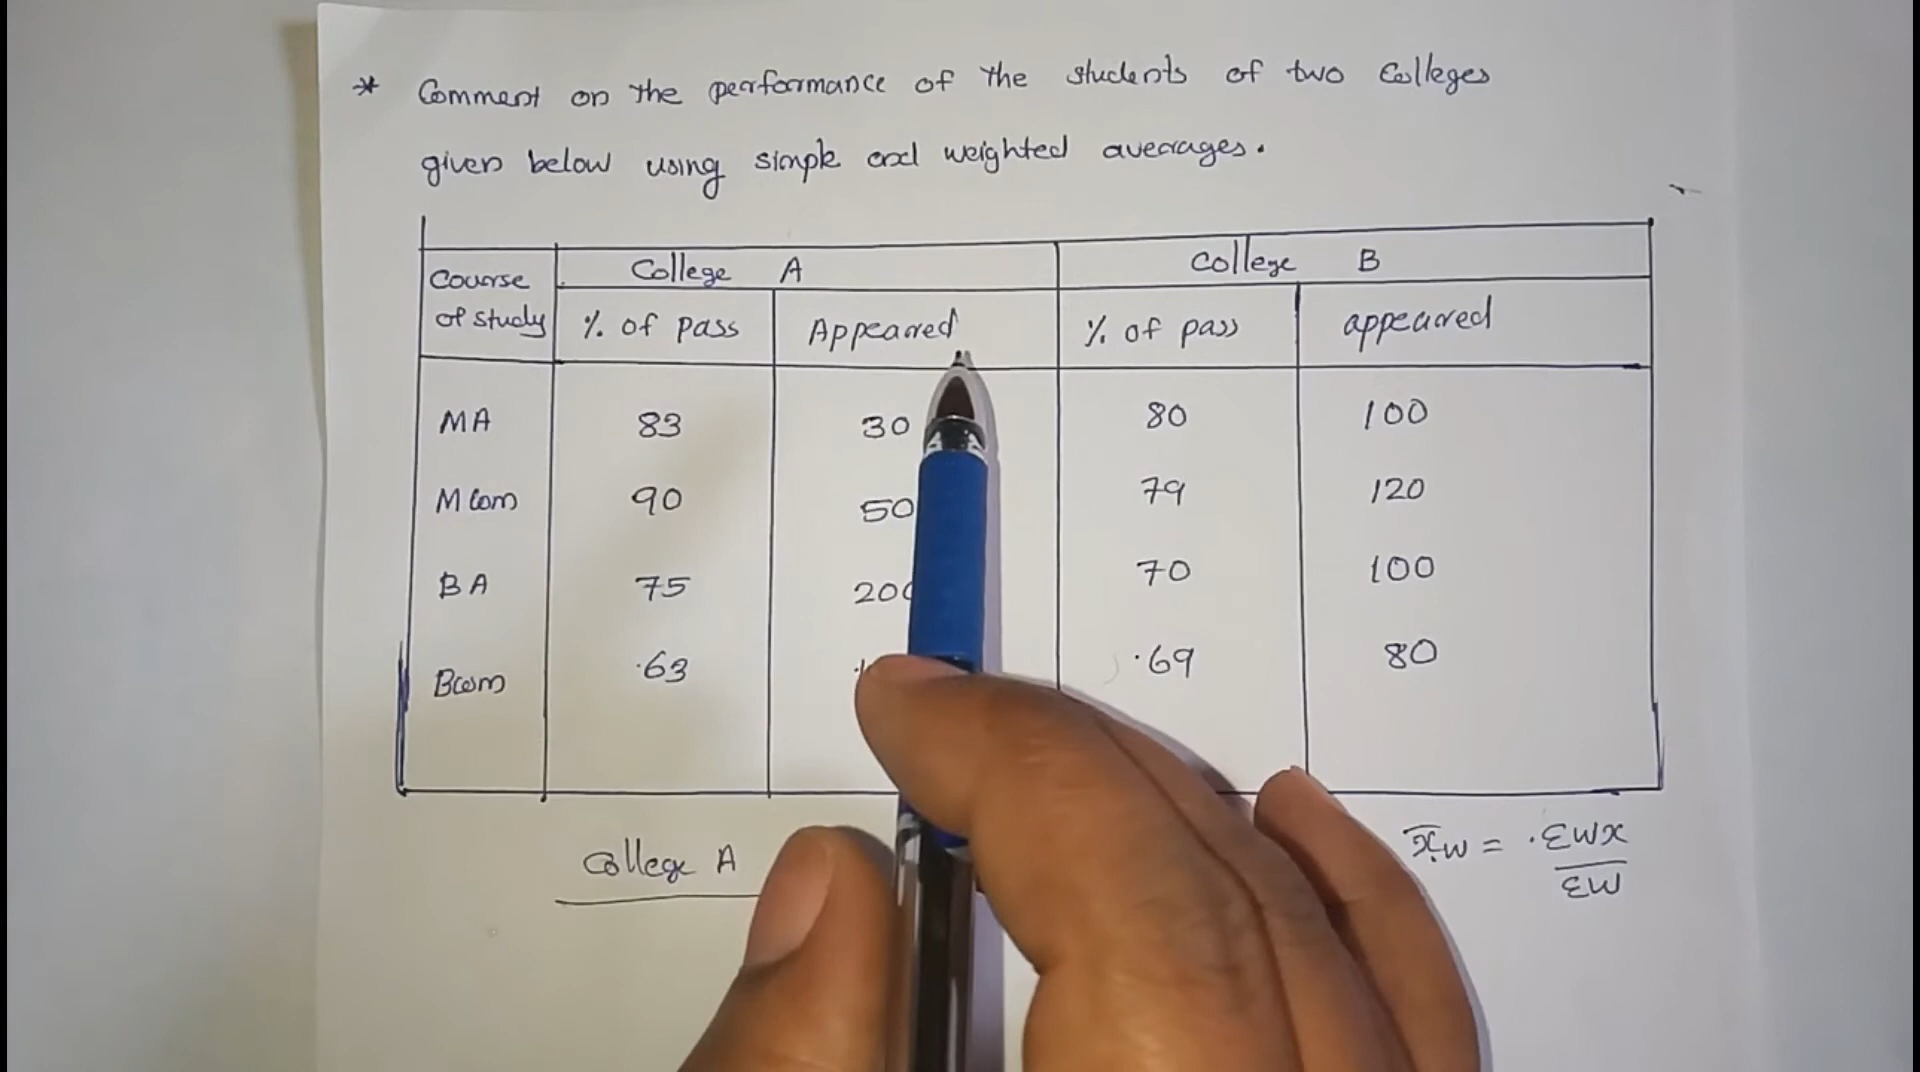 * Comment on the performance of the students of two Colleges
given below using simple and weighted averages.
Course of study College A College B
% of pass Appeared % of pass appeared
MA 83 30 80 100
M Com 90 50 79 120
BA 75 200 70 100
Bcom 63 69 80
College A
x̄w = Σwx
Σw